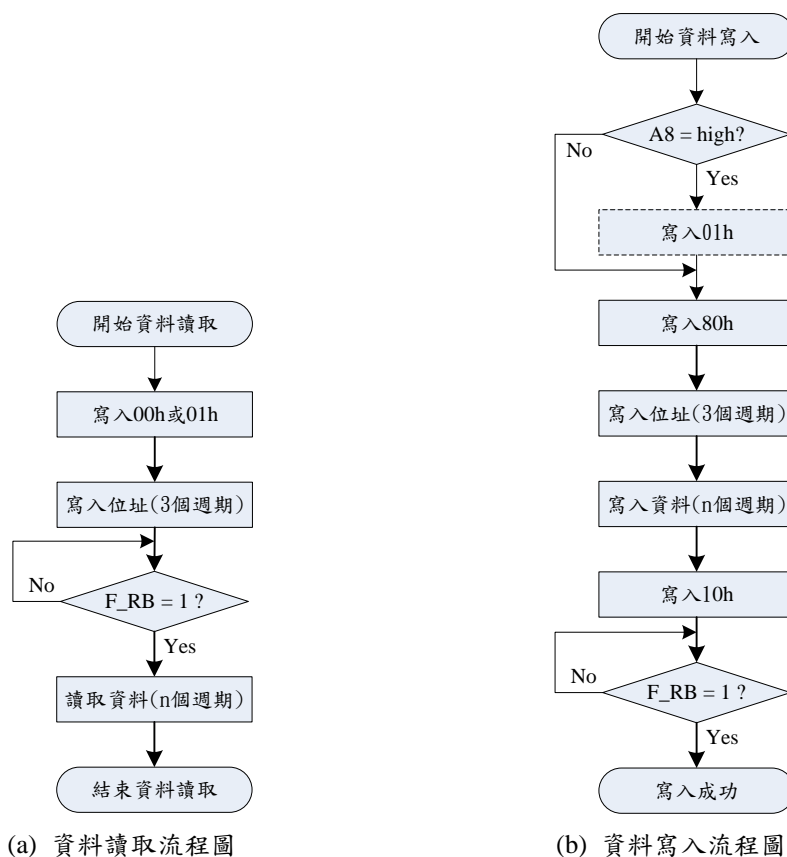 開始資料讀取
寫入00h或01h
寫入位址(3個週期)
No
F_RB = 1 ?
Yes
讀取資料(n個週期)
結束資料讀取
(a) 資料讀取流程圖
開始資料寫入
A8 = high?
No
Yes
寫入01h
寫入80h
寫入位址(3個週期)
寫入資料(n個週期)
寫入10h
No
F_RB = 1 ?
Yes
寫入成功
(b) 資料寫入流程圖